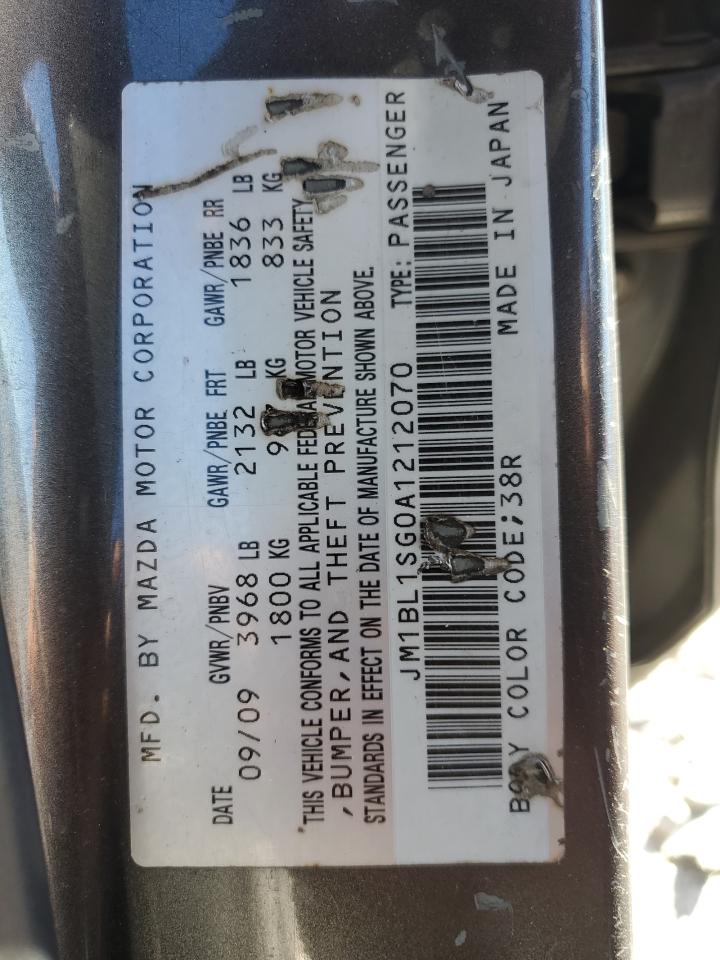 MFD. BY MAZDA MOTOR CORPORATION
DATE GVWR/PNBV GAWR/PNBE FRT GAWR/PNBE RR
09/09 3968 LB 2132 LB 1836 LB
1800 KG KG 833 KG
THIS VEHICLE CONFORMS TO ALL APPLICABLE FEDERAL MOTOR VEHICLE SAFETY
,BUMPER,AND THEFT PREVENTION
STANDARDS IN EFFECT ON THE DATE OF MANUFACTURE SHOWN ABOVE.
JM1BL1SG0A1212070 TYPE: PASSENGER
BODY COLOR CODE;38R MADE IN JAPAN